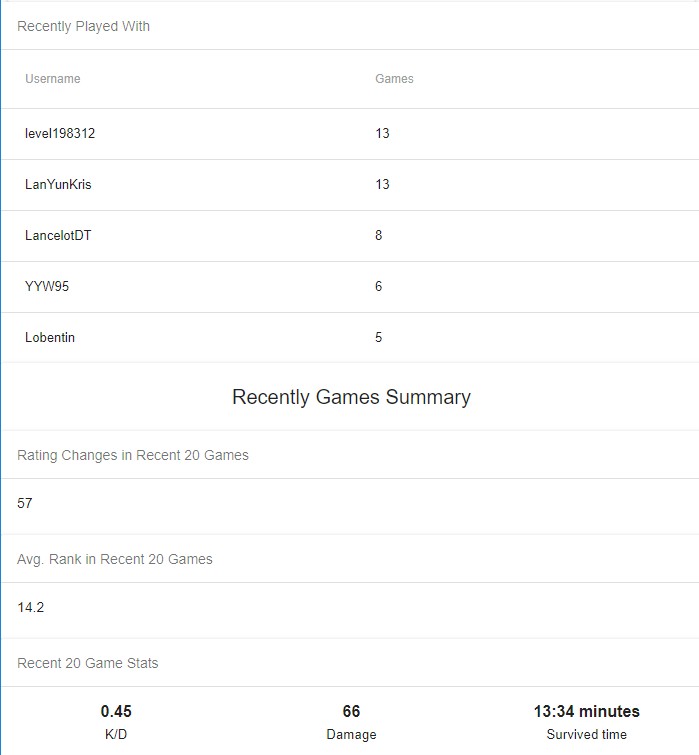 Recently Played With
Username Games
level198312 13
LanYunKris 13
LancelotDT 8
YYW95 6
Lobentin 5
Recently Games Summary
Rating Changes in Recent 20 Games
57
Avg. Rank in Recent 20 Games
14.2
Recent 20 Game Stats
0.45 66 13:34 minutes
K/D Damage Survived time